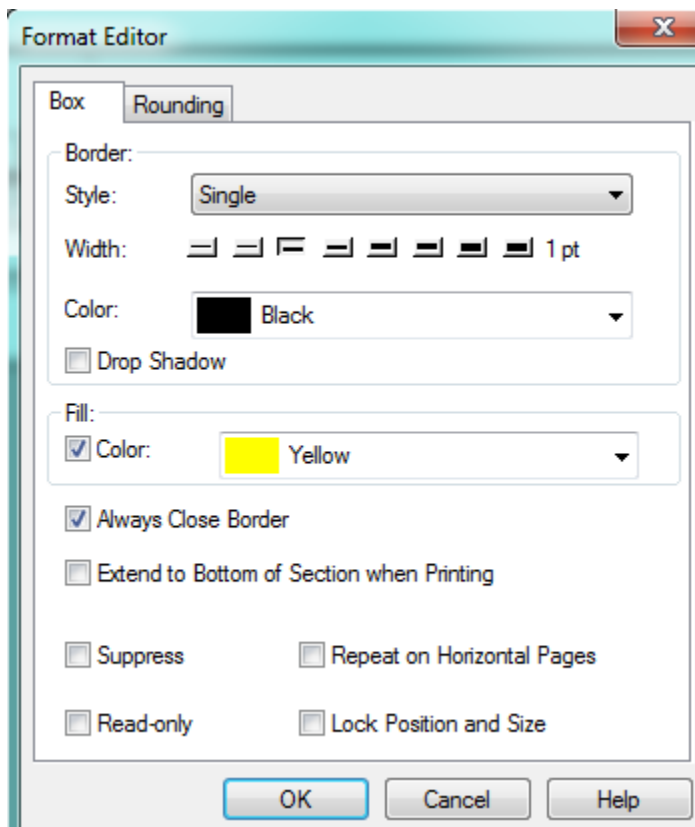 Format Editor
Box Rounding
Border:
Style: Single
Width: 1 pt
Color: Black
Drop Shadow
Fill:
Color: Yellow
Always Close Border
Extend to Bottom of Section when Printing
Suppress Repeat on Horizontal Pages
Read-only Lock Position and Size
OK Cancel Help